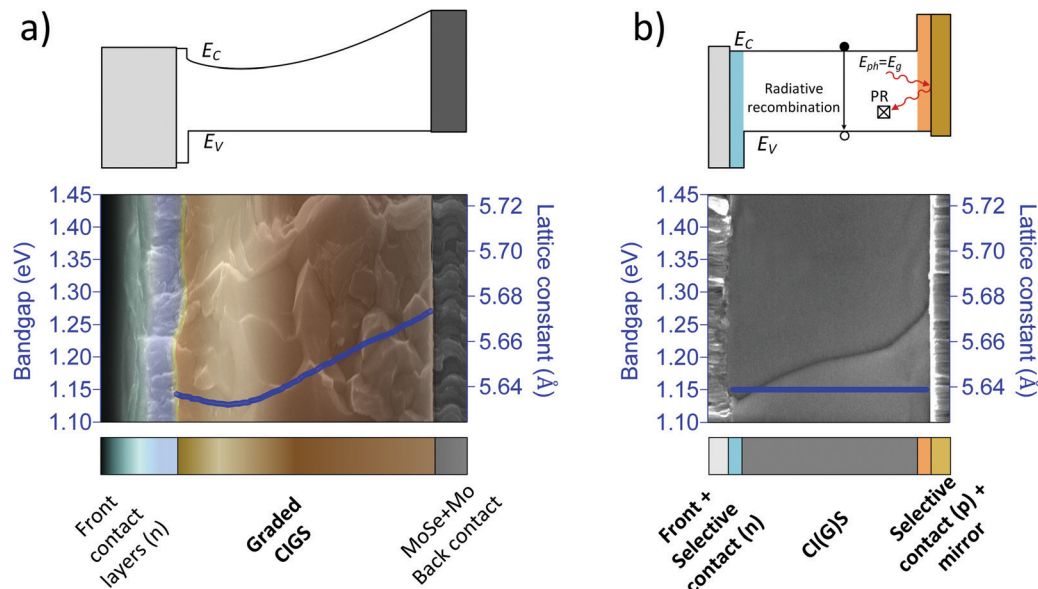 a)
E_C
E_V
1.45
1.40
1.35
1.30
1.25
1.20
1.15
1.10
Bandgap (eV)
5.72
5.70
5.68
5.66
5.64
Lattice constant (Å)
Front
contact
layers (n)
Graded
CIGS
MoSe+Mo
Back contact
b)
E_C
E_ph=E_g
Radiative
recombination
PR
E_V
1.45
1.40
1.35
1.30
1.25
1.20
1.15
1.10
Bandgap (eV)
5.72
5.70
5.68
5.66
5.64
Lattice constant (Å)
Front +
Selective
contact (n)
CI(G)S
Selective
contact (p) +
mirror